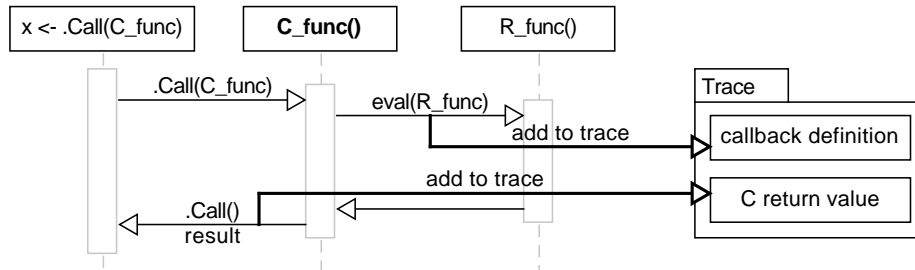 x <- .Call(C_func)
C_func()
R_func()
.Call(C_func)
eval(R_func)
Trace
add to trace
callback definition
add to trace
C return value
.Call()
result